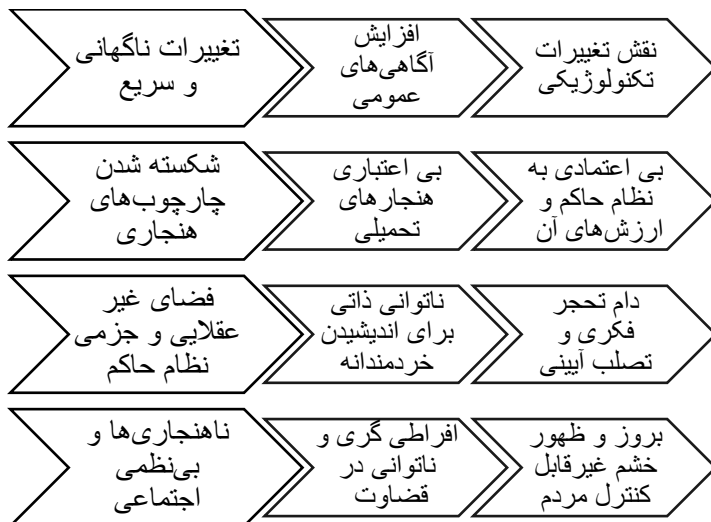 تغییرات ناگهانی
و سریع
افزایش
آگاهی‌های
عمومی
نقش تغییرات
تکنولوژیکی
شکسته شدن
چارچوب‌های
هنجاری
بی اعتباری
هنجارهای
تحمیلی
بی اعتمادی به
نظام حاکم و
ارزش‌های آن
فضای غیر
عقلایی و جزمی
نظام حاکم
ناتوانی ذاتی
برای اندیشیدن
خردمندانه
دام تحجر
فکری و
تصلب آیینی
ناهنجاری‌ها و
بی‌نظمی
اجتماعی
افراطی گری و
ناتوانی در
قضاوت
بروز و ظهور
خشم غیرقابل
کنترل مردم